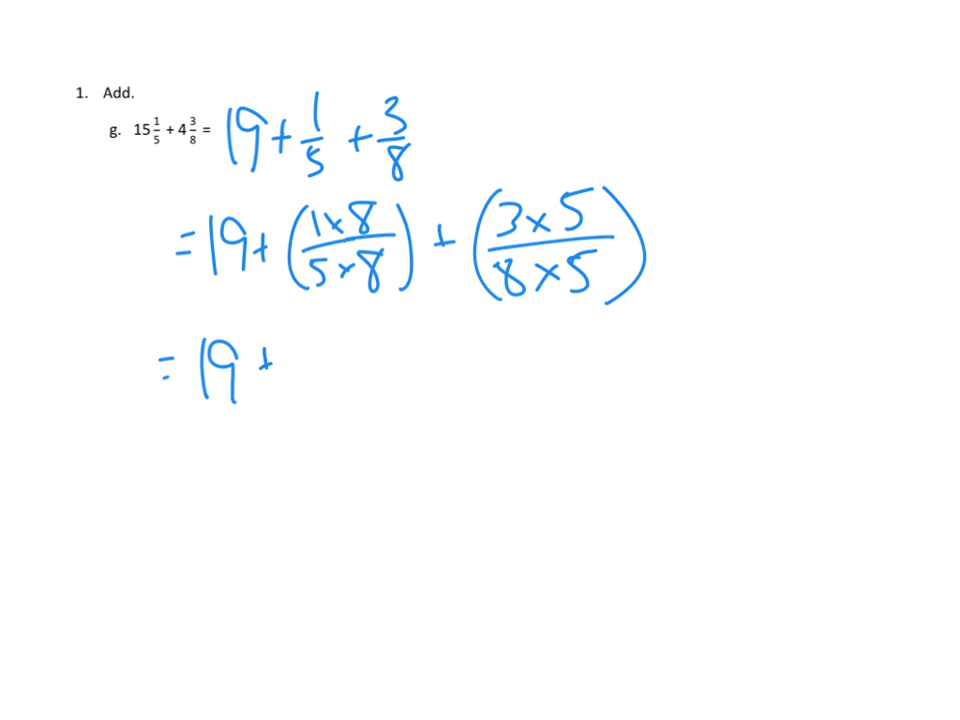 1. Add.
g. 15 1/5 + 4 3/8 = 19 + 1/5 + 3/8
= 19 + (1 x 8 / 5 x 8) + (3 x 5 / 8 x 5)
= 19 +